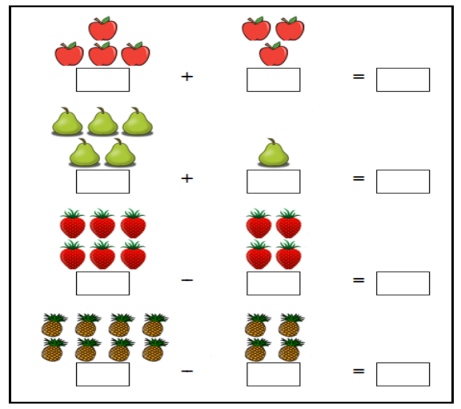 + =
+ =
− =
− =